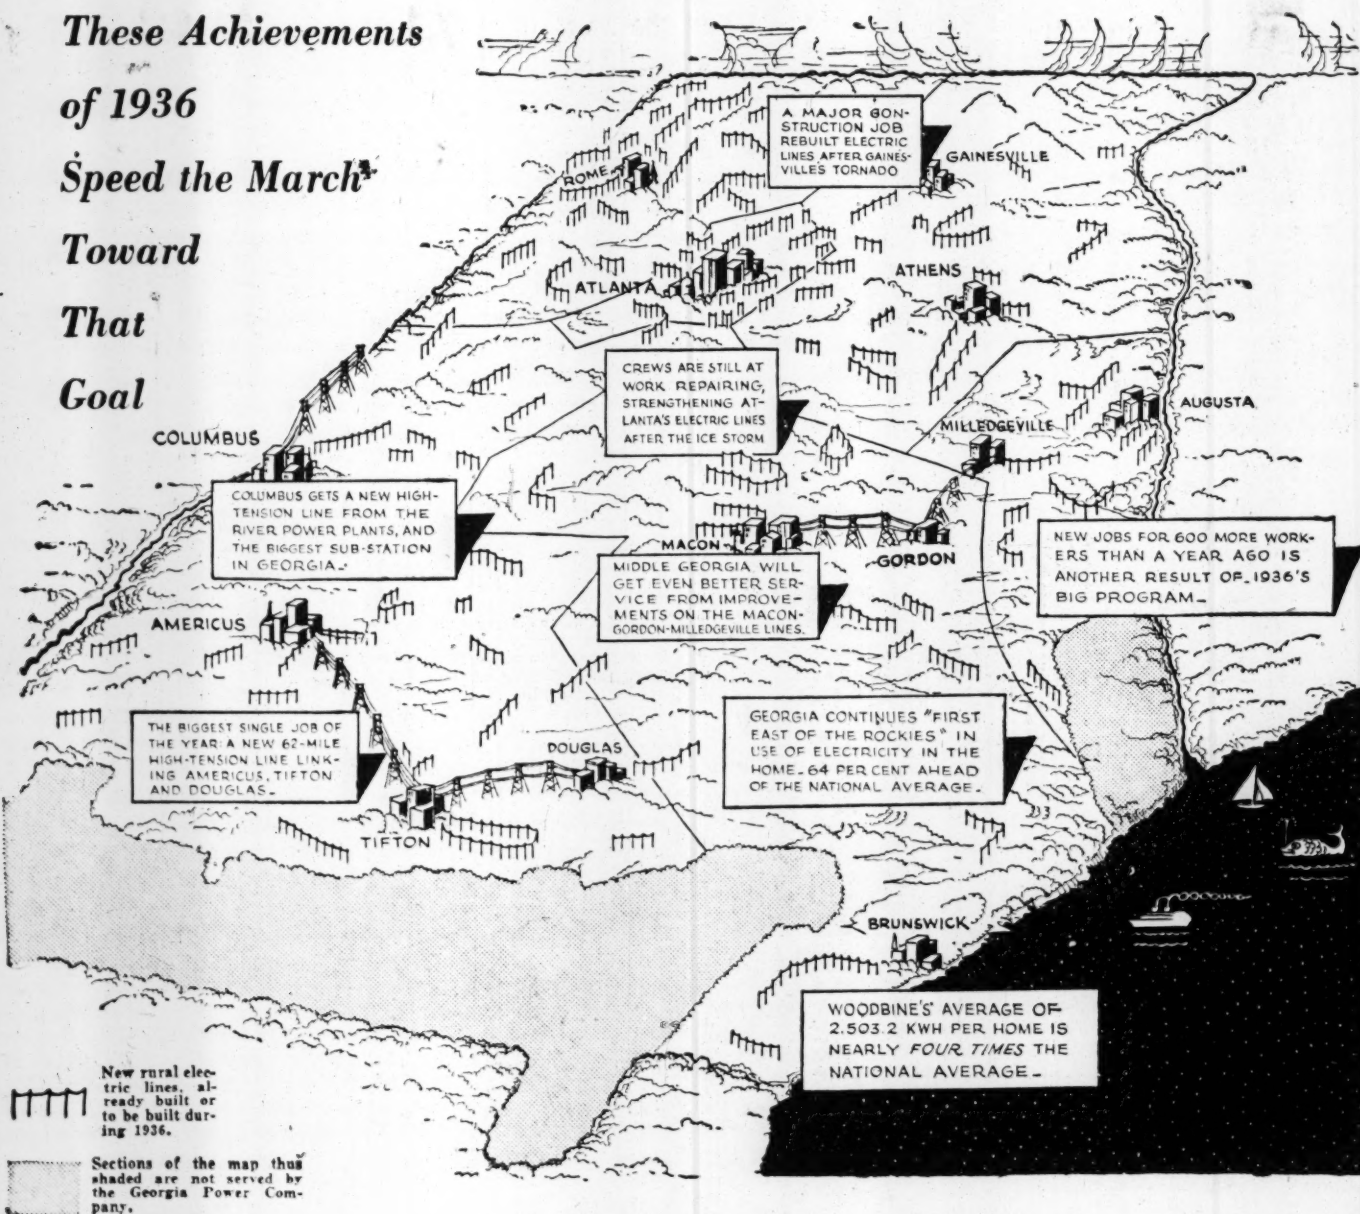 These Achievements
of 1936
Speed the March
Toward
That
Goal
A MAJOR CON-
STRUCTION JOB
REBUILT ELECTRIC
LINES AFTER GAINES-
VILLE'S TORNADO
GAINESVILLE
ROME
ATLANTA
ATHENS
CREWS ARE STILL AT
WORK REPAIRING,
STRENGTHENING AT-
LANTA'S ELECTRIC LINES
AFTER THE ICE STORM
AUGUSTA
MILLEDGEVILLE
COLUMBUS
COLUMBUS GETS A NEW HIGH-
TENSION LINE FROM THE
RIVER POWER PLANTS, AND
THE BIGGEST SUB-STATION
IN GEORGIA.
MACON
GORDON
MIDDLE GEORGIA WILL
GET EVEN BETTER SER-
VICE FROM IMPROVE-
MENTS ON THE MACON-
GORDON-MILLEDGEVILLE LINES.
NEW JOBS FOR 600 MORE WORK-
ERS THAN A YEAR AGO IS
ANOTHER RESULT OF 1936'S
BIG PROGRAM
AMERICUS
THE BIGGEST SINGLE JOB OF
THE YEAR: A NEW 62-MILE
HIGH-TENSION LINE LINK-
ING AMERICUS, TIFTON
AND DOUGLAS
DOUGLAS
TIFTON
GEORGIA CONTINUES "FIRST
EAST OF THE ROCKIES" IN
USE OF ELECTRICITY IN THE
HOME. 64 PER CENT AHEAD
OF THE NATIONAL AVERAGE.
BRUNSWICK
WOODBINE'S AVERAGE OF
2,503.2 KWH PER HOME IS
NEARLY FOUR TIMES THE
NATIONAL AVERAGE
New rural elec-
tric lines, al-
ready built or
to be built dur-
ing 1936.
Sections of the map thus
shaded are not served by
the Georgia Power Com-
pany.